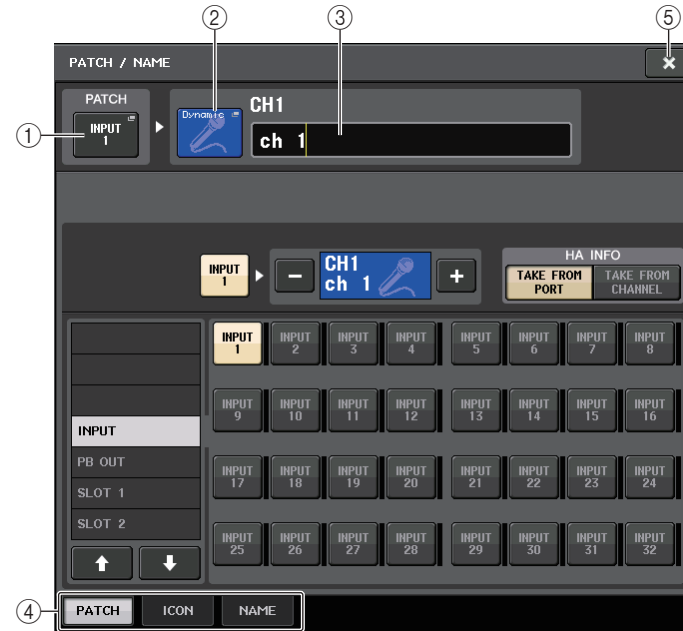 ② ③ ⑤
PATCH / NAME ×
PATCH
① INPUT 1
Dynamic
CH1
ch 1
INPUT 1
−
CH1
ch 1
+
HA INFO
TAKE FROM PORT
TAKE FROM CHANNEL
INPUT
PB OUT
SLOT 1
SLOT 2
INPUT 1 INPUT 2 INPUT 3 INPUT 4 INPUT 5 INPUT 6 INPUT 7 INPUT 8
INPUT 9 INPUT 10 INPUT 11 INPUT 12 INPUT 13 INPUT 14 INPUT 15 INPUT 16
INPUT 17 INPUT 18 INPUT 19 INPUT 20 INPUT 21 INPUT 22 INPUT 23 INPUT 24
INPUT 25 INPUT 26 INPUT 27 INPUT 28 INPUT 29 INPUT 30 INPUT 31 INPUT 32
④ PATCH ICON NAME